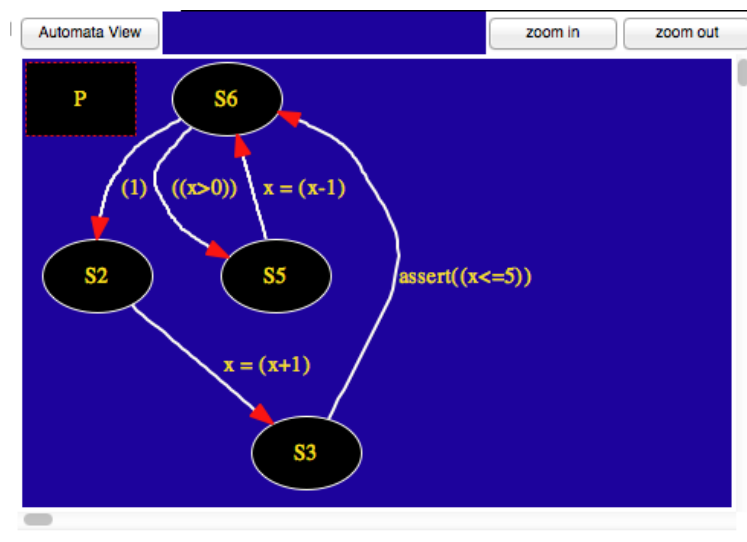 Automata View
zoom in
zoom out
P
S6
(1)
((x>0))
x = (x-1)
S2
S5
assert((x<=5))
x = (x+1)
S3